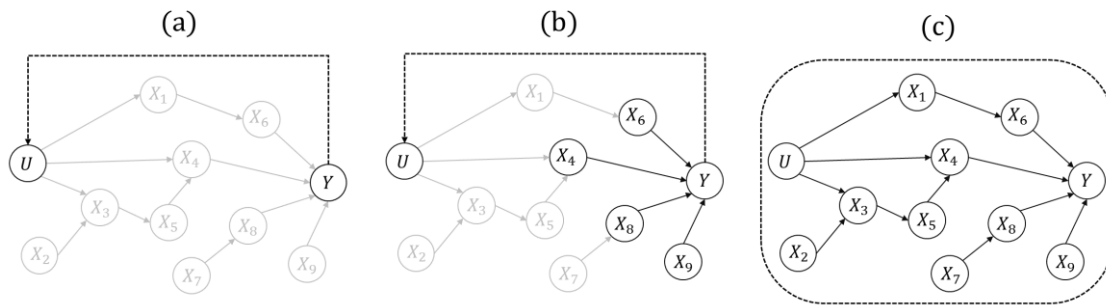 (a)
(b)
(c)
U
X₁
X₆
X₄
Y
X₃
X₅
X₈
X₂
X₇
X₉
U
X₁
X₆
X₄
Y
X₃
X₅
X₈
X₂
X₇
X₉
U
X₁
X₆
X₄
Y
X₃
X₅
X₈
X₂
X₇
X₉